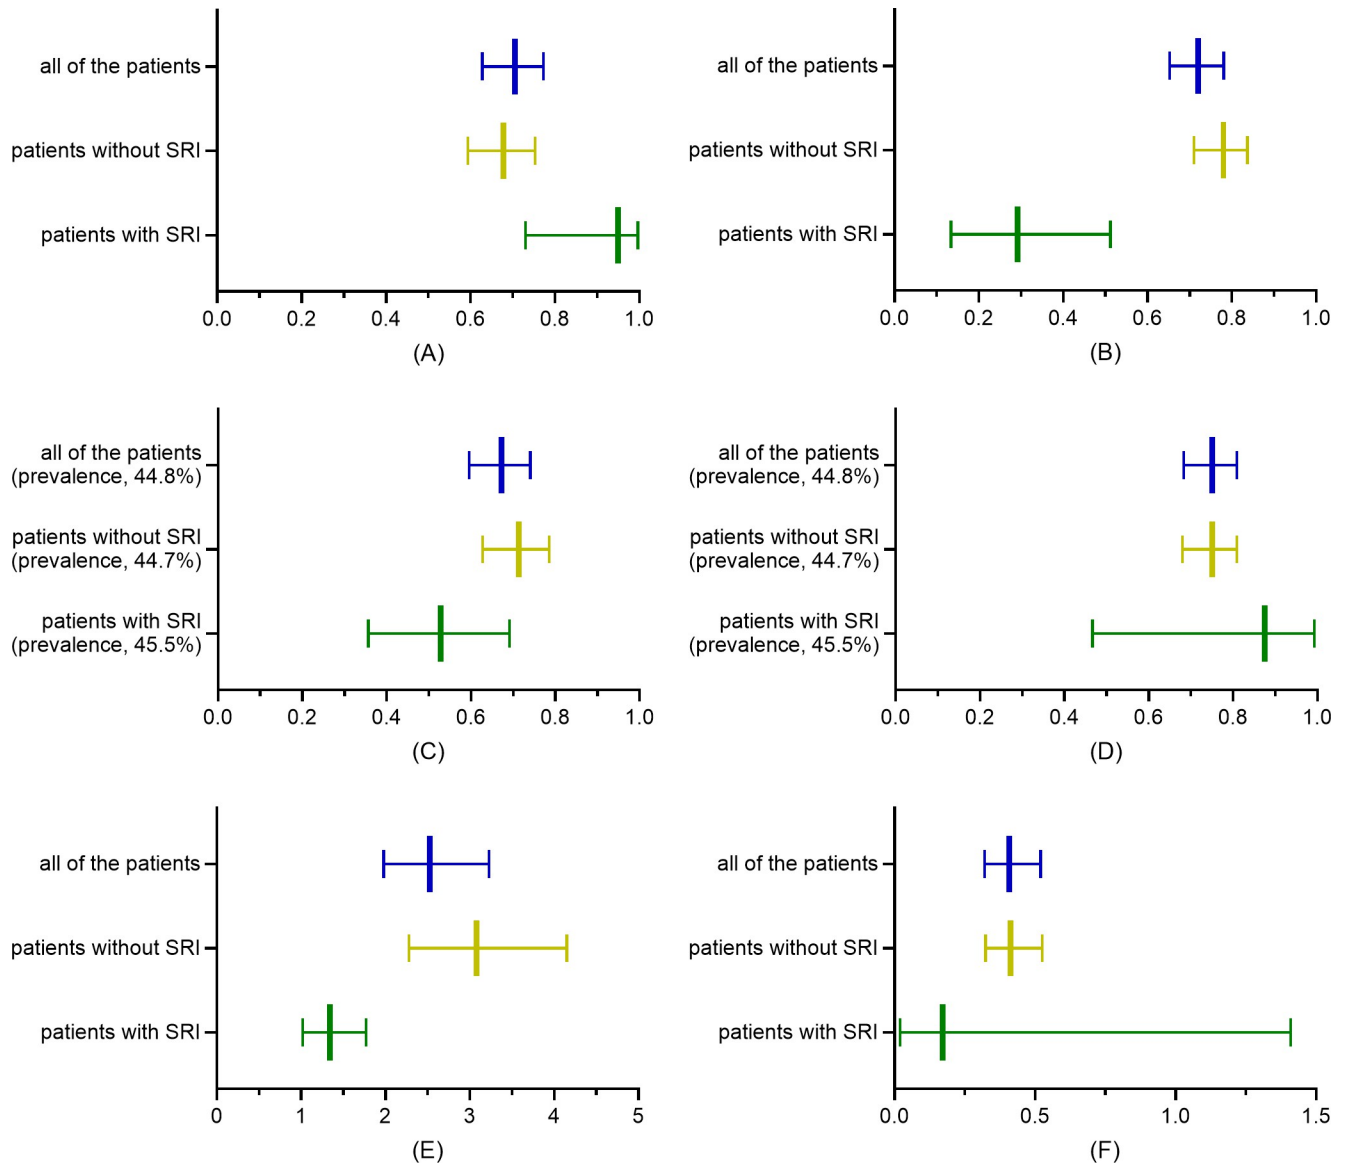 all of the patients
patients without SRI
patients with SRI
0.0 0.2 0.4 0.6 0.8 1.0
(A)
all of the patients
patients without SRI
patients with SRI
0.0 0.2 0.4 0.6 0.8 1.0
(B)
all of the patients
(prevalence, 44.8%)
patients without SRI
(prevalence, 44.7%)
patients with SRI
(prevalence, 45.5%)
0.0 0.2 0.4 0.6 0.8 1.0
(C)
all of the patients
(prevalence, 44.8%)
patients without SRI
(prevalence, 44.7%)
patients with SRI
(prevalence, 45.5%)
0.0 0.2 0.4 0.6 0.8 1.0
(D)
all of the patients
patients without SRI
patients with SRI
0 1 2 3 4 5
(E)
all of the patients
patients without SRI
patients with SRI
0.0 0.5 1.0 1.5
(F)